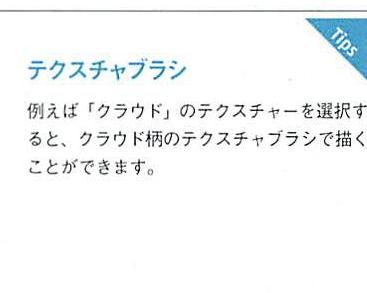 Tips
テクスチャブラシ
例えば「クラウド」のテクスチャーを選択す
ると、クラウド柄のテクスチャブラシで描く
ことができます。